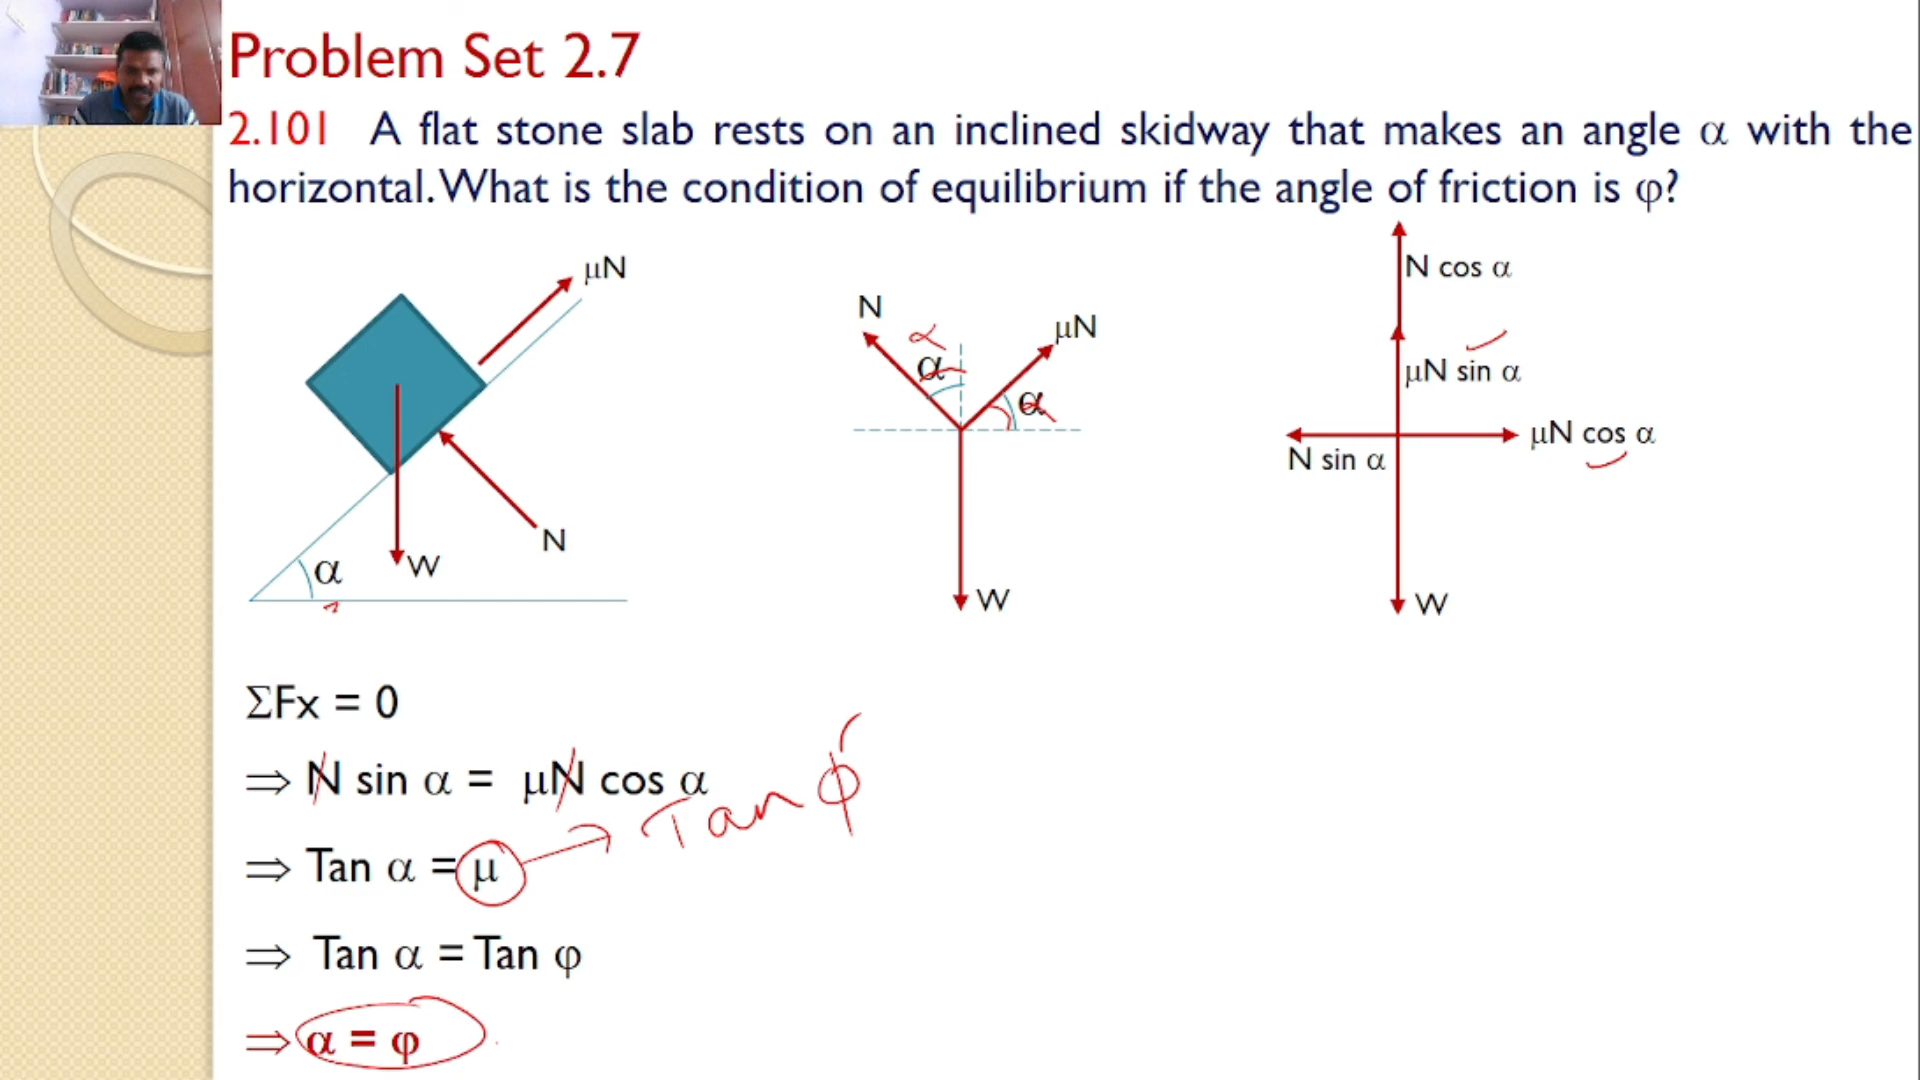 Problem Set 2.7
2.101 A flat stone slab rests on an inclined skidway that makes an angle α with the
horizontal. What is the condition of equilibrium if the angle of friction is φ?
μN
N
W
α
N
α
α
μN
α
α
W
N cos α
μN sin α
μN cos α
N sin α
W
ΣFx = 0
⇒ N sin α = μN cos α
Tan ϕ
⇒ Tan α = μ
⇒ Tan α = Tan φ
⇒ α = φ